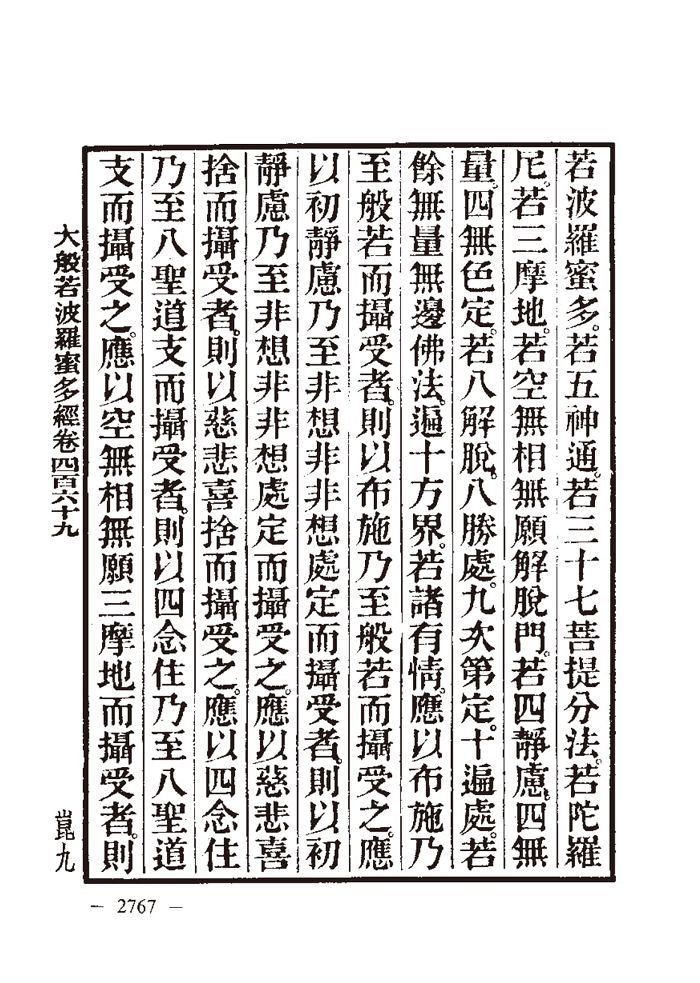 若波羅蜜多。若五神通。若三十七菩提分法。若陀羅
尼。若三摩地。若空無相無願解脫門。若四靜慮。四無
量。四無色定。若八解脫。八勝處。九次第定。十遍處。若
餘無量無邊佛法。遍十方界。若諸有情。應以布施乃
至般若而攝受者。則以布施乃至般若而攝受之。應
以初靜慮乃至非想非非想處定而攝受者。則以初
靜慮乃至非想非非想處定而攝受之。應以慈悲喜
捨而攝受者。則以慈悲喜捨而攝受之。應以四念住
乃至八聖道支而攝受者。則以四念住乃至八聖道
支而攝受之。應以空無相無願三摩地而攝受者。則
大般若波羅蜜多經卷四百六十九
崑九
— 2767 —